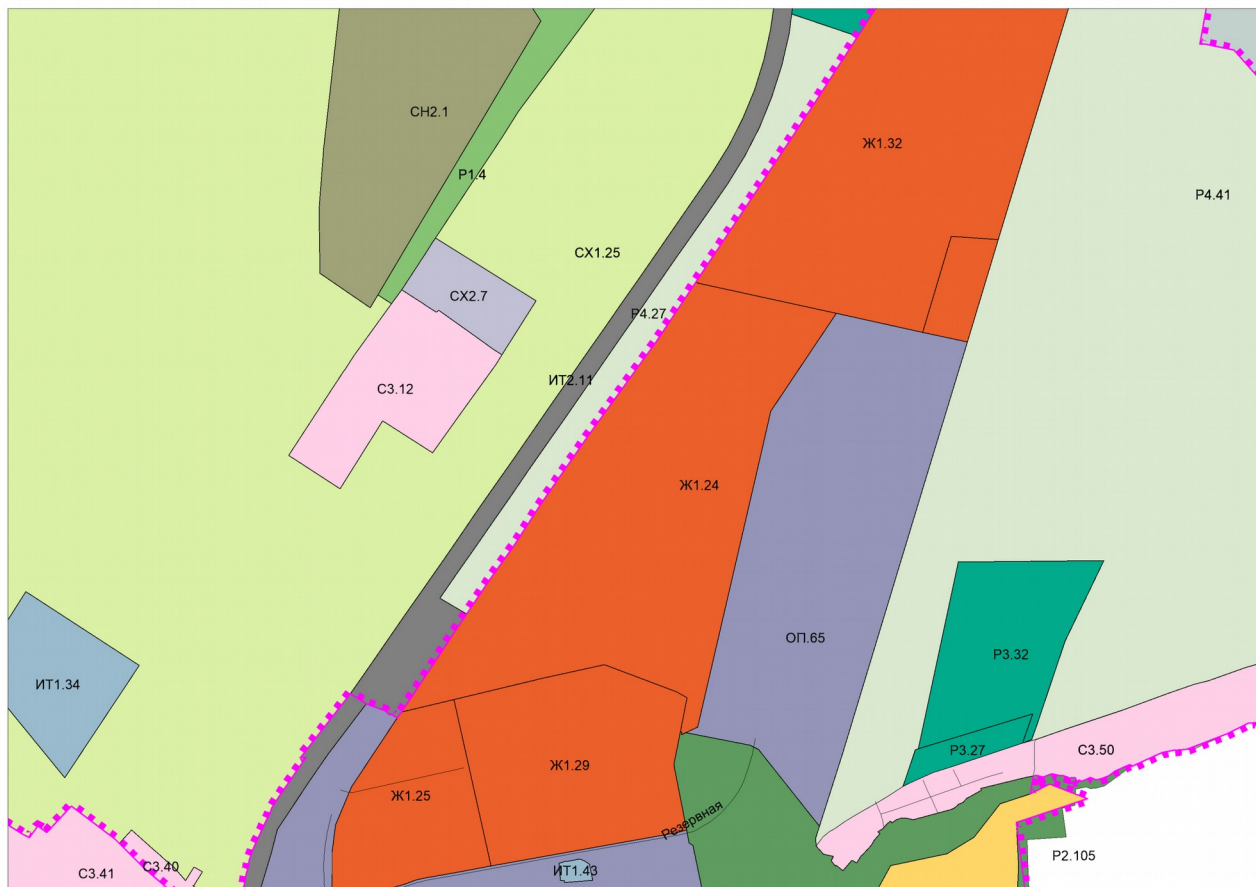 СН2.1
Ж1.32
Р1.4
Р4.41
СХ1.25
СХ2.7
Р4.27
ИТ2.11
С3.12
Ж1.24
ОП.65
Р3.32
ИТ1.34
Р3.27
С3.50
Ж1.29
Ж1.25
Резервная
Р2.105
С3.40
С3.41
ИТ1.43